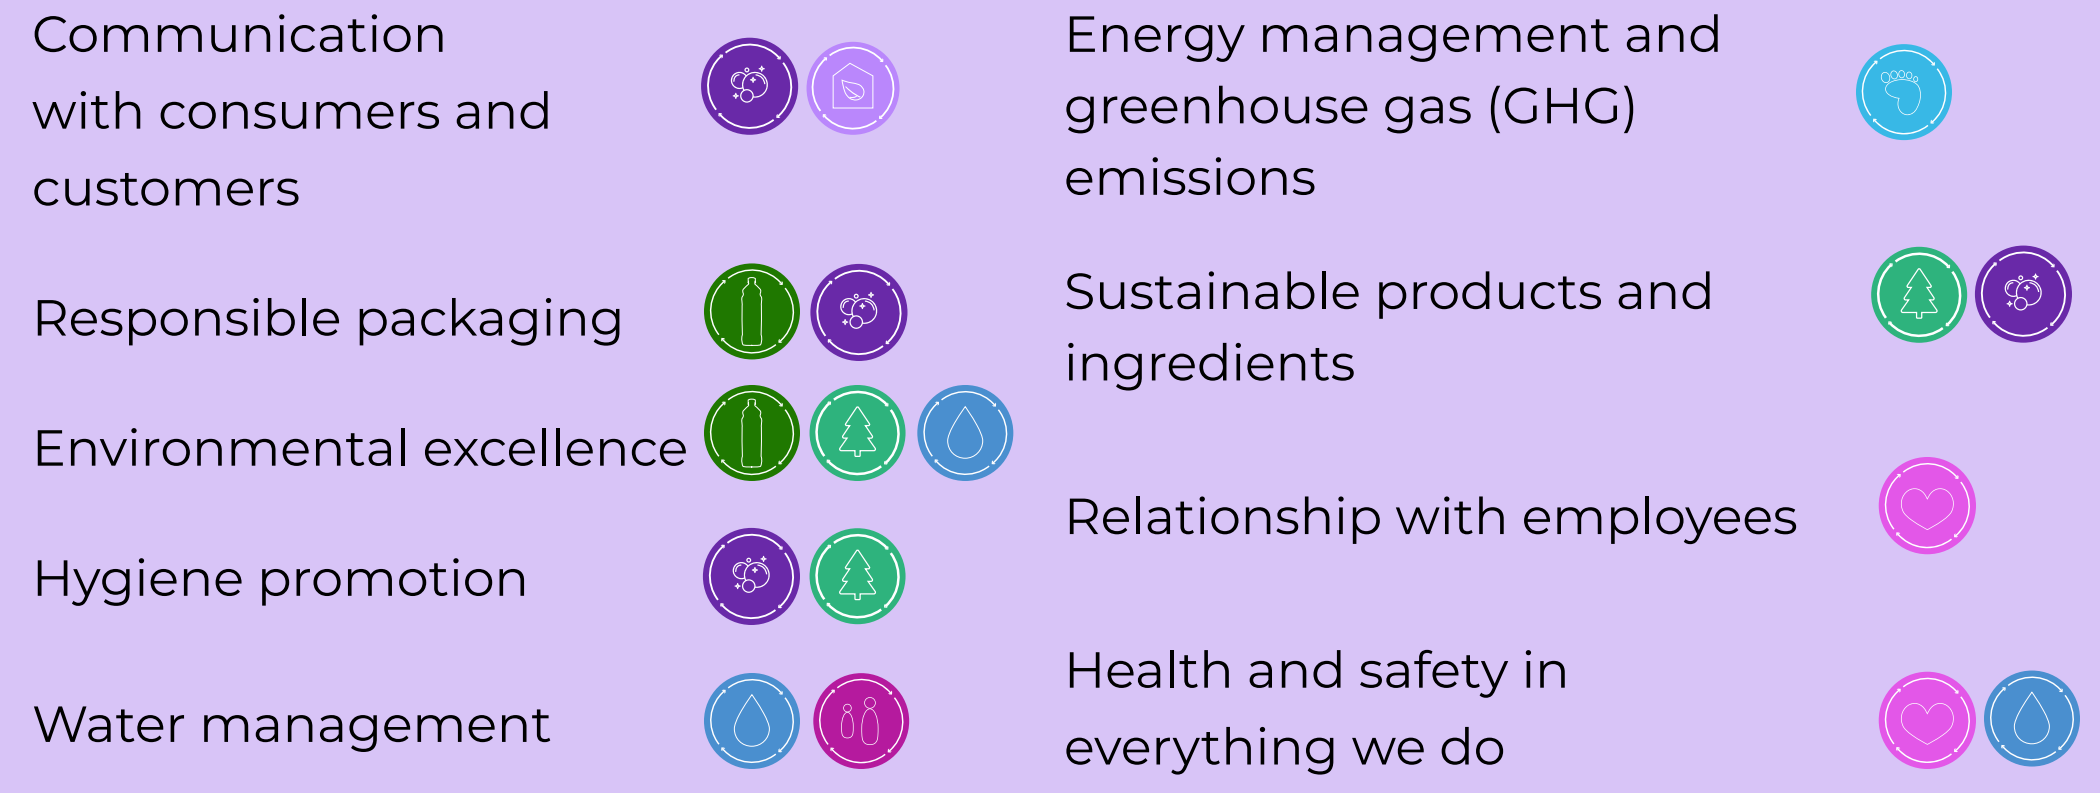 Communication
with consumers and
customers
Responsible packaging
Environmental excellence
Hygiene promotion
Water management
Energy management and
greenhouse gas (GHG)
emissions
Sustainable products and
ingredients
Relationship with employees
Health and safety in
everything we do